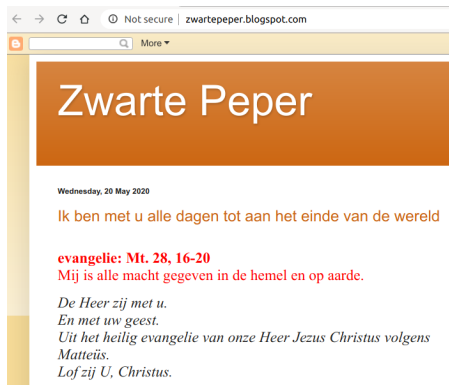 Not secure | zwartepeper.blogspot.com
More
Zwarte Peper
Wednesday, 20 May 2020
Ik ben met u alle dagen tot aan het einde van de wereld
evangelie: Mt. 28, 16-20
Mij is alle macht gegeven in de hemel en op aarde.
De Heer zij met u.
En met uw geest.
Uit het heilig evangelie van onze Heer Jezus Christus volgens
Matteüs.
Lof zij U, Christus.